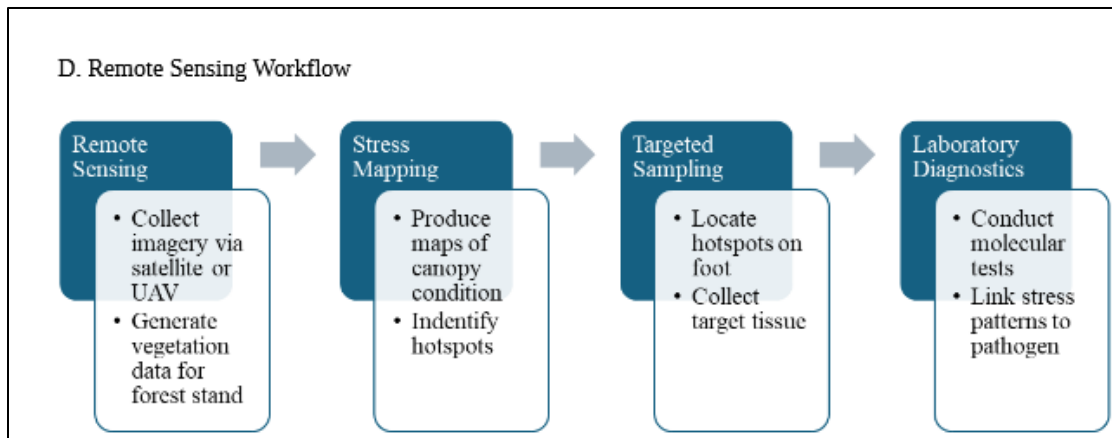 D. Remote Sensing Workflow
Remote
Sensing
• Collect
imagery via
satellite or
UAV
• Generate
vegetation
data for
forest stand
Stress
Mapping
• Produce
maps of
canopy
condition
• Indentify
hotspots
Targeted
Sampling
• Locate
hotspots on
foot
• Collect
target tissue
Laboratory
Diagnostics
• Conduct
molecular
tests
• Link stress
patterns to
pathogen